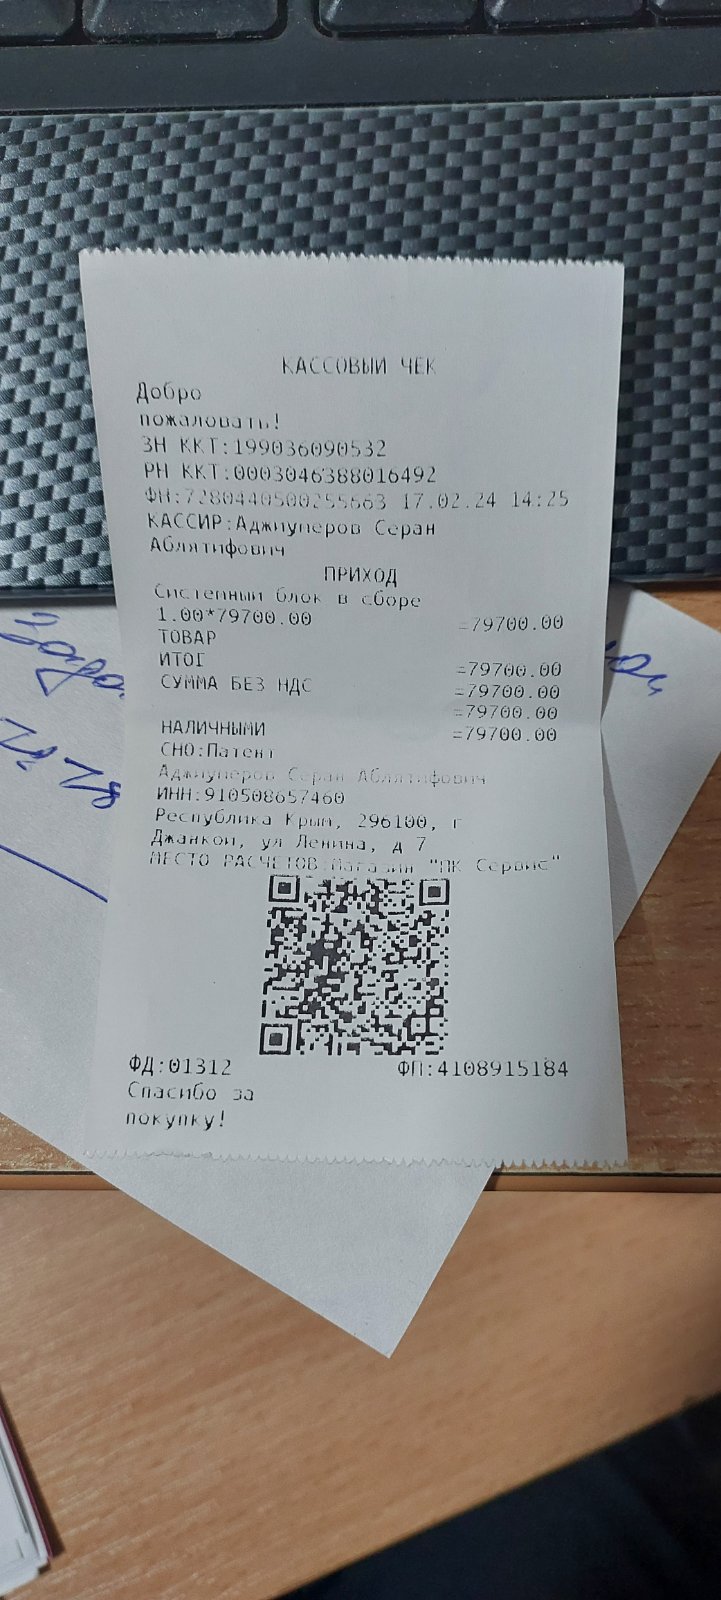 КАССОВЫЙ ЧЕК
Добро
пожаловать!
ЗН ККТ:199036090532
РН ККТ:0003046388016492
ФН:7280440500255663 17.02.24 14:25
КАССИР:Аджиумеров Серан
Аблятифович
ПРИХОД
Системный блок в сборе
1.00*79700.00 =79700.00
ТОВАР
ИТОГ =79700.00
СУММА БЕЗ НДС =79700.00
=79700.00
НАЛИЧНЫМИ =79700.00
СНО:Патент
Аджиумеров Серан Аблятифович
ИНН:910508657460
Республика Крым, 296100, г
Джанкой, ул Ленина, д 7
МЕСТО РАСЧЕТОВ:Магазин "ПК Сервис"
ФД:01312 ФП:4108915184
Спасибо за
покупку!